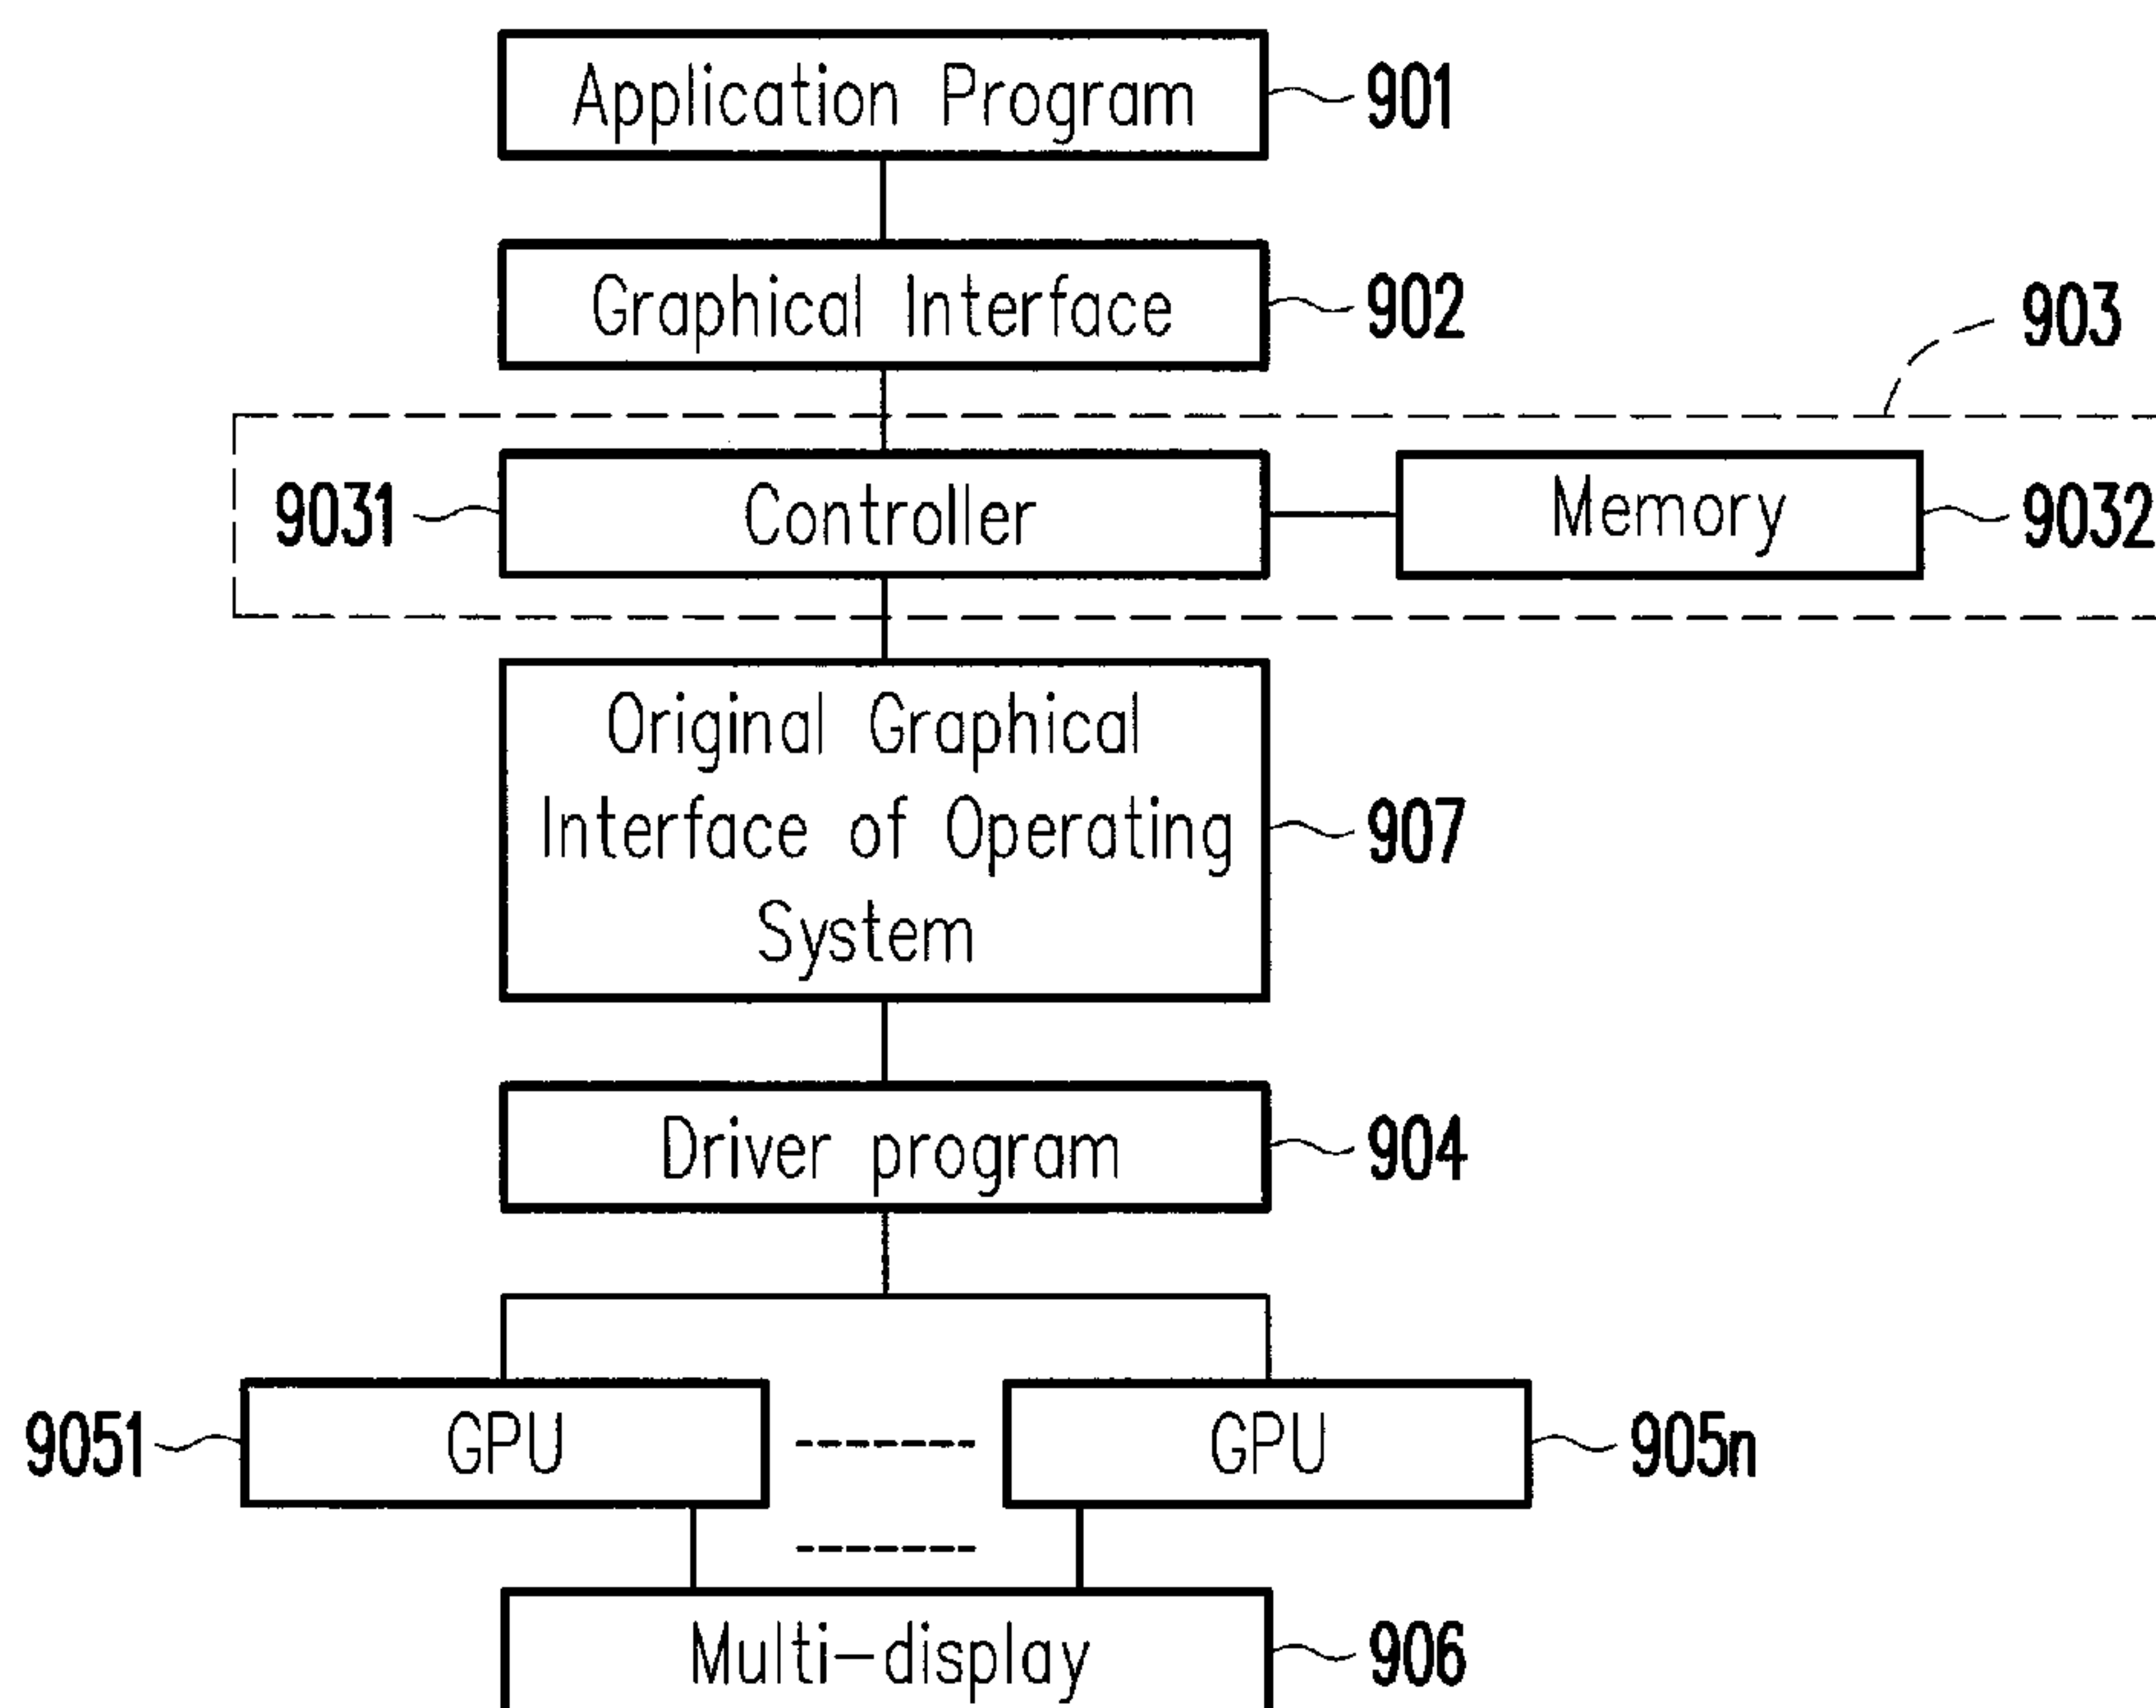 Application Program 901
Graphical Interface 902
903
9031 Controller Memory 9032
Original Graphical
Interface of Operating 907
System
Driver program 904
9051 GPU GPU 905n
Multi-display 906